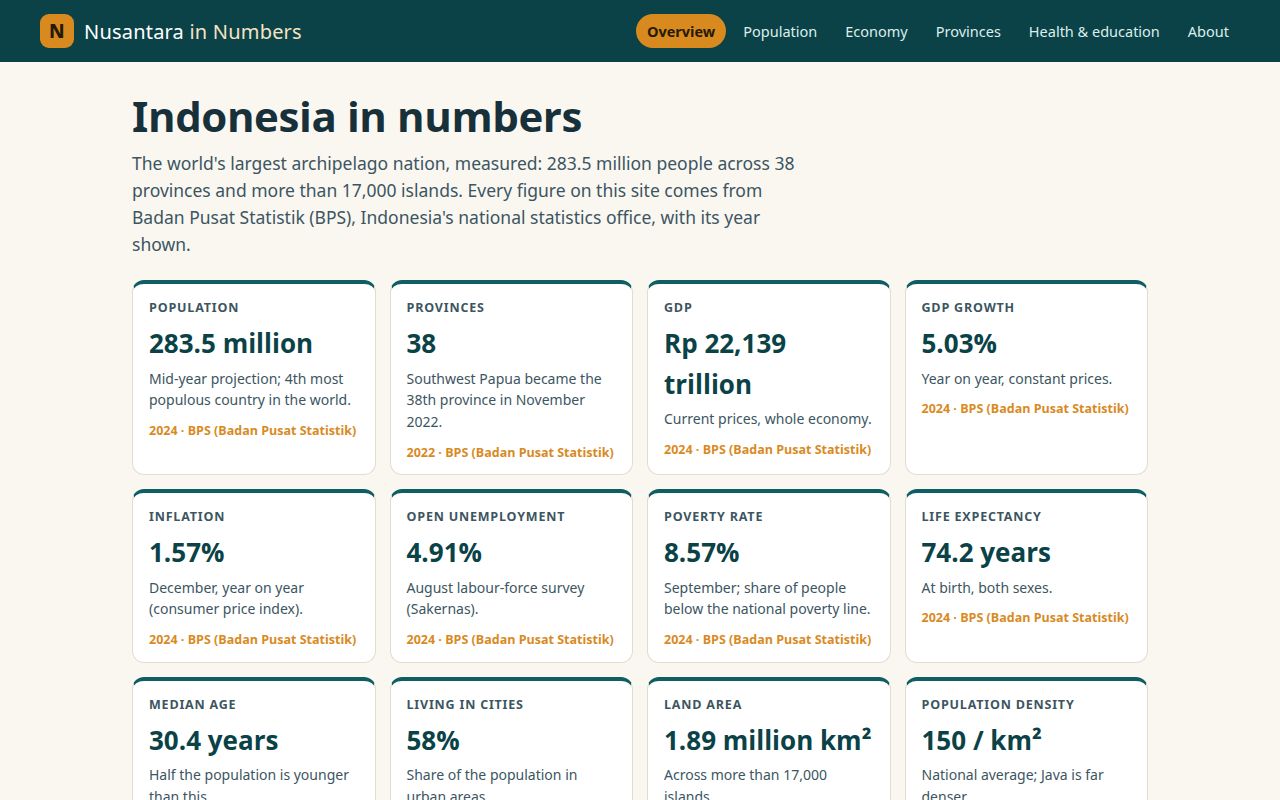 N Nusantara in Numbers
Overview Population Economy Provinces Health & education About
Indonesia in numbers
The world's largest archipelago nation, measured: 283.5 million people across 38
provinces and more than 17,000 islands. Every figure on this site comes from
Badan Pusat Statistik (BPS), Indonesia's national statistics office, with its year
shown.
POPULATION
283.5 million
Mid-year projection; 4th most
populous country in the world.
2024 · BPS (Badan Pusat Statistik)
PROVINCES
38
Southwest Papua became the
38th province in November
2022.
2022 · BPS (Badan Pusat Statistik)
GDP
Rp 22,139
trillion
Current prices, whole economy.
2024 · BPS (Badan Pusat Statistik)
GDP GROWTH
5.03%
Year on year, constant prices.
2024 · BPS (Badan Pusat Statistik)
INFLATION
1.57%
December, year on year
(consumer price index).
2024 · BPS (Badan Pusat Statistik)
OPEN UNEMPLOYMENT
4.91%
August labour-force survey
(Sakernas).
2024 · BPS (Badan Pusat Statistik)
POVERTY RATE
8.57%
September; share of people
below the national poverty line.
2024 · BPS (Badan Pusat Statistik)
LIFE EXPECTANCY
74.2 years
At birth, both sexes.
2024 · BPS (Badan Pusat Statistik)
MEDIAN AGE
30.4 years
Half the population is younger
than this.
LIVING IN CITIES
58%
Share of the population in
urban areas.
LAND AREA
1.89 million km²
Across more than 17,000
islands.
POPULATION DENSITY
150 / km²
National average; Java is far
denser.